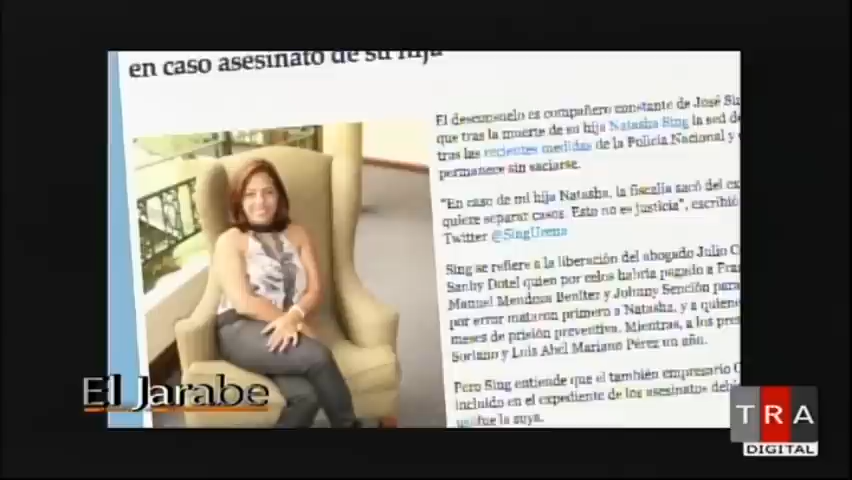 en caso asesinato de su hija
El desconsuelo es compañero constante de José
que tras la muerte de su hija Natasha Sing la sed de
tras las recientes medidas de la Policía Nacional y
permanece sin saciarse.
"En caso de mi hija Natasha, la fiscalía sacó del
quiere separar casos. Esto no es justicia", escribió
Twitter @SingUrena
Sing se refiere a la liberación del abogado Julio
Sanby Dotel quien por celos habría pagado a
Manuel Mendoza Benítez y Johnny Sención para
por error mataron primero a Natasha, y a
meses de prisión preventiva. Mientras, a los
Soriano y Luis Abel Mariano Pérez un año.
Pero Sing entiende que el también empresario
incluido en el expediente de los asesinatos
fue la suya.
El Jarabe
TRA
DIGITAL